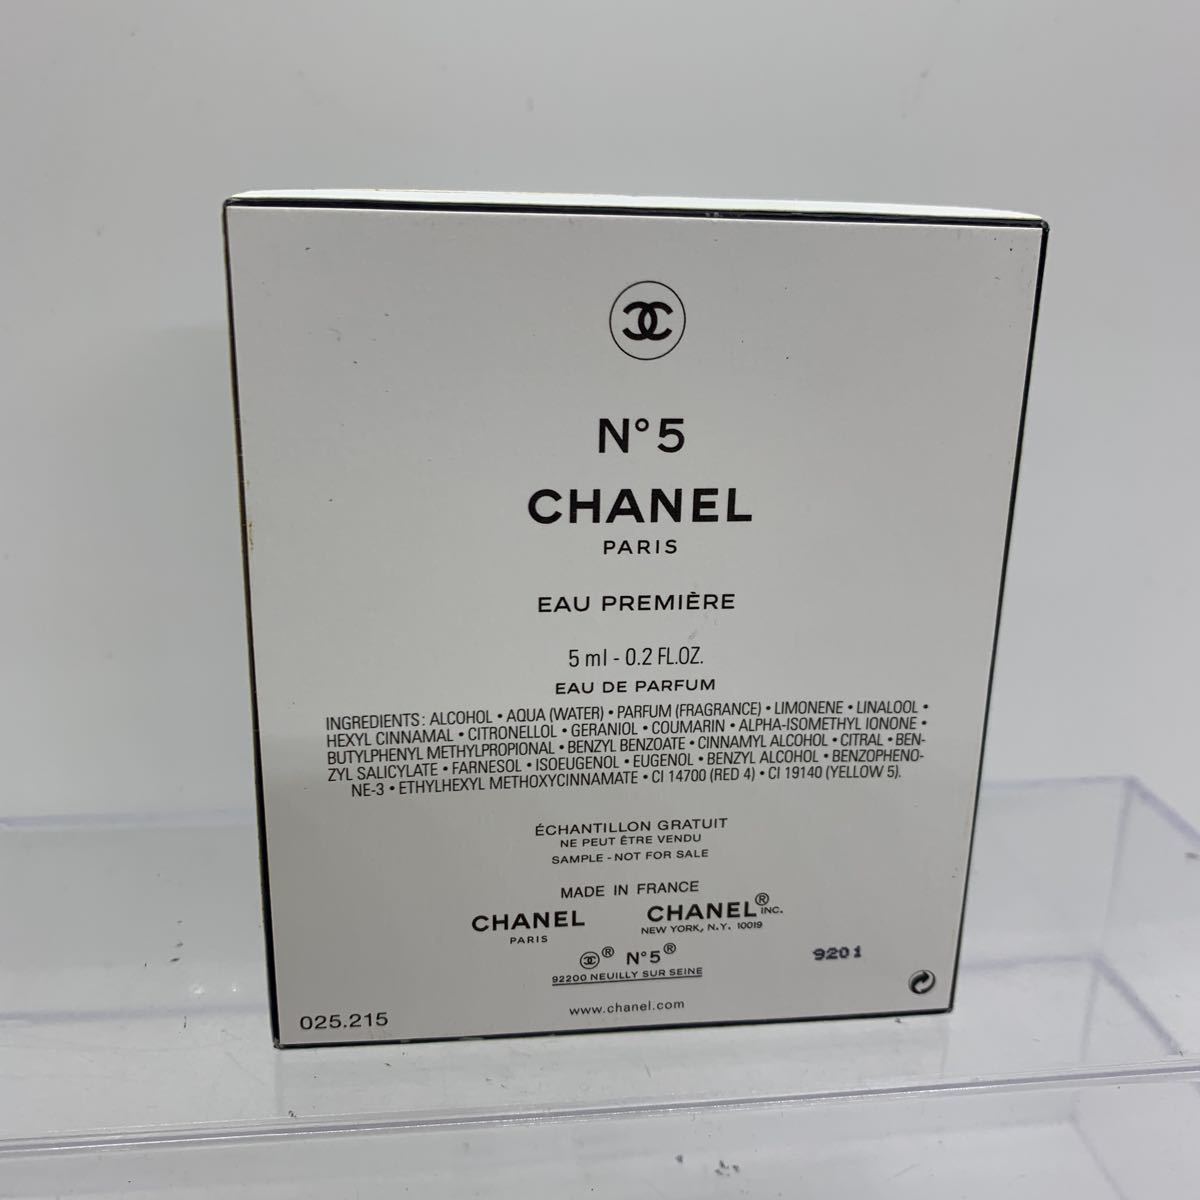 N°5
CHANEL
PARIS
EAU PREMIÈRE
5 ml - 0.2 FL.OZ.
EAU DE PARFUM
INGREDIENTS: ALCOHOL • AQUA (WATER) • PARFUM (FRAGRANCE) • LIMONENE • LINALOOL •
HEXYL CINNAMAL • CITRONELLOL • GERANIOL • COUMARIN • ALPHA-ISOMETHYL IONONE •
BUTYLPHENYL METHYLPROPIONAL • BENZYL BENZOATE • CINNAMYL ALCOHOL • CITRAL • BEN-
ZYL SALICYLATE • FARNESOL • ISOEUGENOL • EUGENOL • BENZYL ALCOHOL • BENZOPHENO-
NE-3 • ETHYLHEXYL METHOXYCINNAMATE • CI 14700 (RED 4) • CI 19140 (YELLOW 5).
ÉCHANTILLON GRATUIT
NE PEUT ÊTRE VENDU
SAMPLE - NOT FOR SALE
MADE IN FRANCE
CHANEL
PARIS
CHANEL® INC.
NEW YORK, N.Y. 10019
® N°5®
92200 NEUILLY SUR SEINE
9201
www.chanel.com
025.215